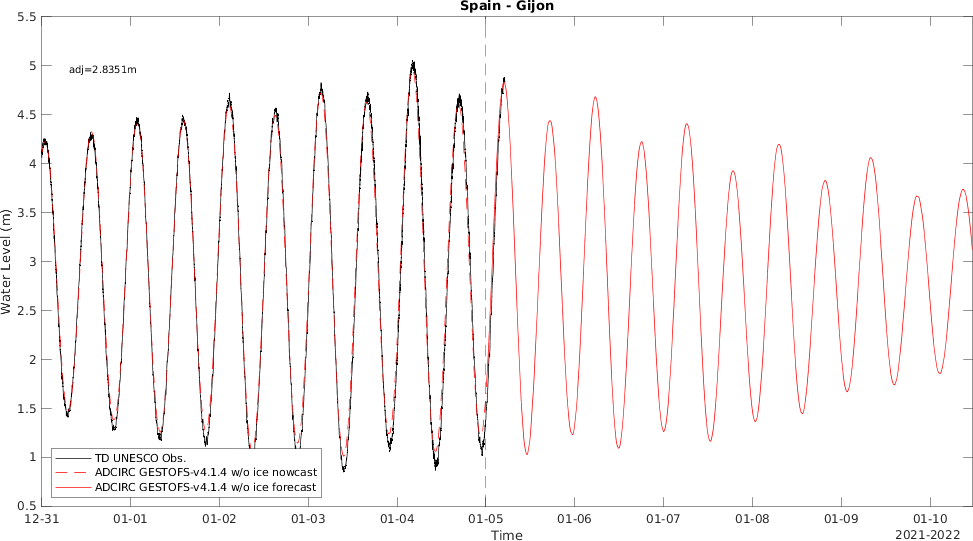 Spain - Gijon
adj=2.8351m
Water Level (m)
5.5
5
4.5
4
3.5
3
2.5
2
1.5
1
0.5
TD UNESCO Obs.
ADCIRC GESTOFS-v4.1.4 w/o ice nowcast
ADCIRC GESTOFS-v4.1.4 w/o ice forecast
12-31 01-01 01-02 01-03 01-04 01-05 01-06 01-07 01-08 01-09 01-10
Time
2021-2022